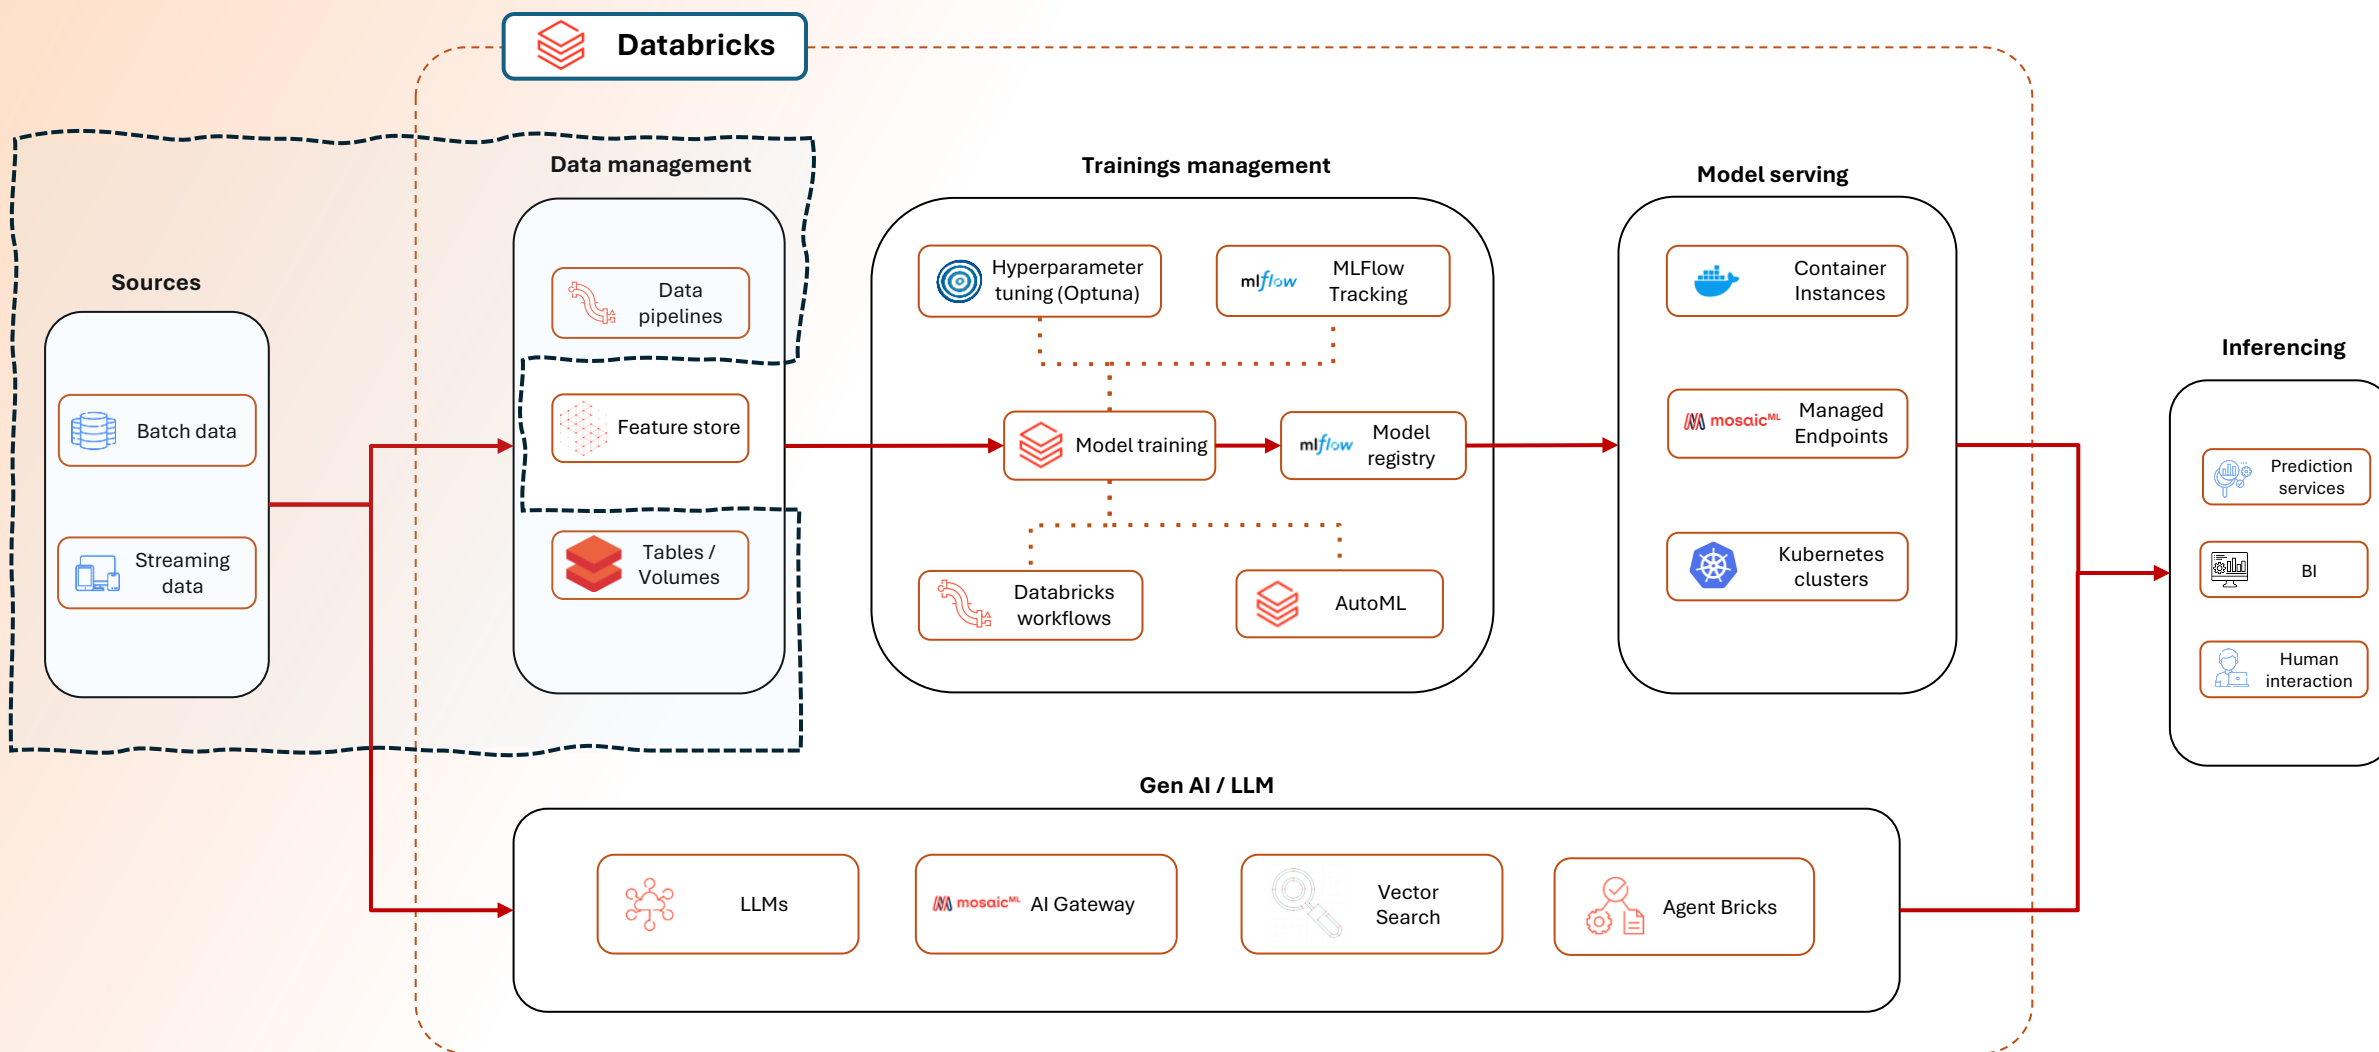 Databricks
Sources
Batch data
Streaming
data
Data management
Data
pipelines
Feature store
Tables /
Volumes
Trainings management
Hyperparameter
tuning (Optuna)
mlflow
MLFlow
Tracking
Model training
mlflow
Model
registry
Databricks
workflows
AutoML
Model serving
Container
Instances
mosaicML
Managed
Endpoints
Kubernetes
clusters
Inferencing
Prediction
services
BI
Human
interaction
Gen AI / LLM
LLMs
mosaicML AI Gateway
Vector
Search
Agent Bricks